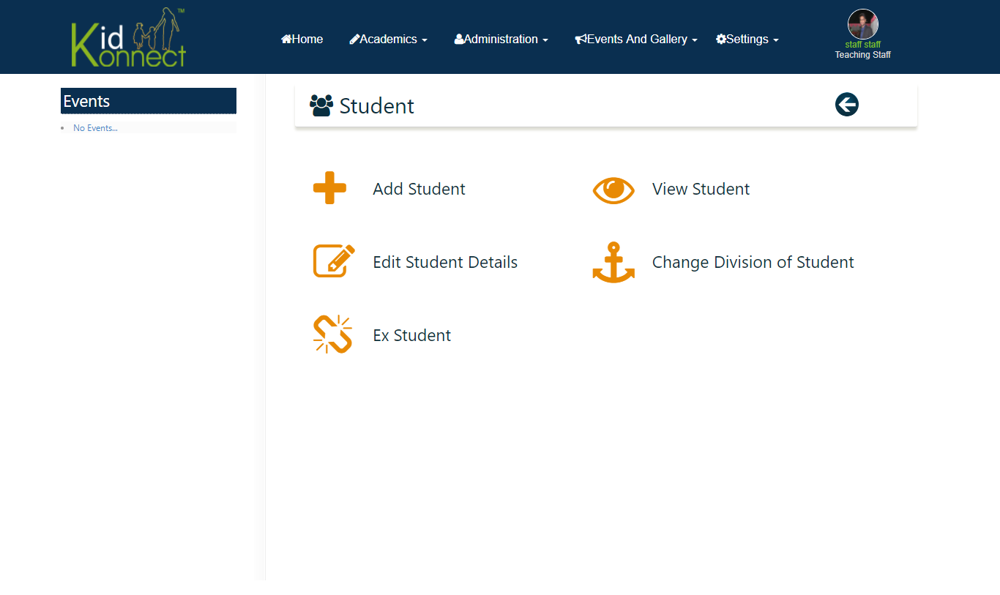 Kid Konnect™
Home Academics Administration Events And Gallery Settings
staff staff
Teaching Staff
Events
No Events...
Student
Add Student
View Student
Edit Student Details
Change Division of Student
Ex Student